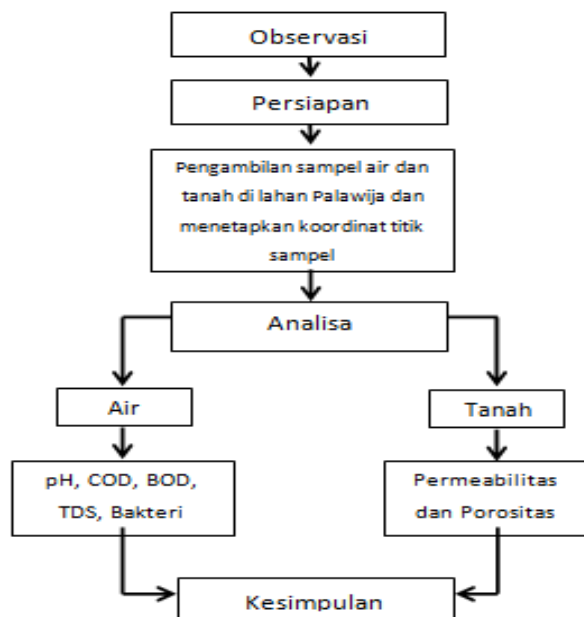 Observasi
Persiapan
Pengambilan sampel air dan
tanah di lahan Palawija dan
menetapkan koordinat titik
sampel
Analisa
Air
Tanah
pH, COD, BOD,
TDS, Bakteri
Permeabilitas
dan Porositas
Kesimpulan